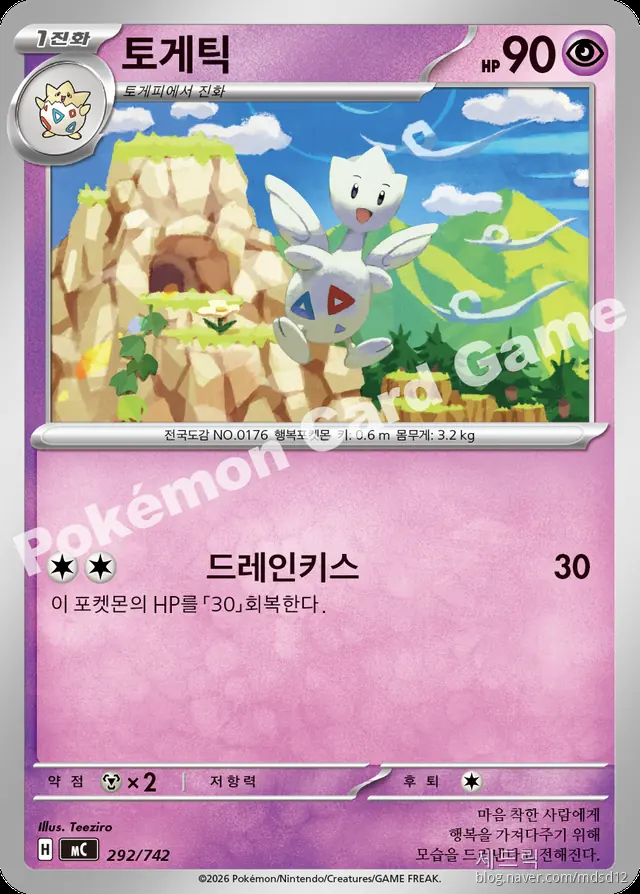 1진화
토게틱
HP 90
토게피에서 진화
전국도감 NO.0176 행복포켓몬 키: 0.6 m 몸무게: 3.2 kg
Pokémon Card Game
드레인키스 30
이 포켓몬의 HP를 「30」회복한다.
약점 ×2 저항력 후퇴
Illus. Teeziro
마음 착한 사람에게
행복을 가져다주기 위해
모습을 드러낸다고 전해진다.
H MC 292/742
세드릭
blog.naver.com/mdsd12
©2026 Pokémon/Nintendo/Creatures/GAME FREAK.